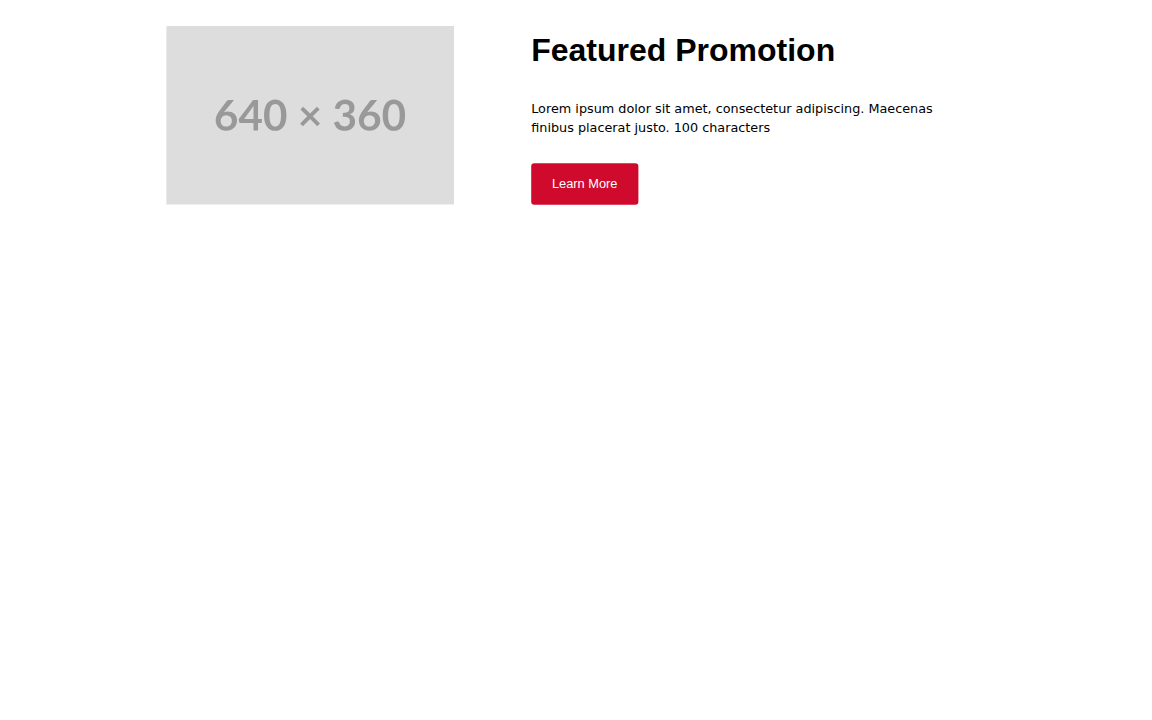 640 × 360
Featured Promotion
Lorem ipsum dolor sit amet, consectetur adipiscing. Maecenas
finibus placerat justo. 100 characters
Learn More